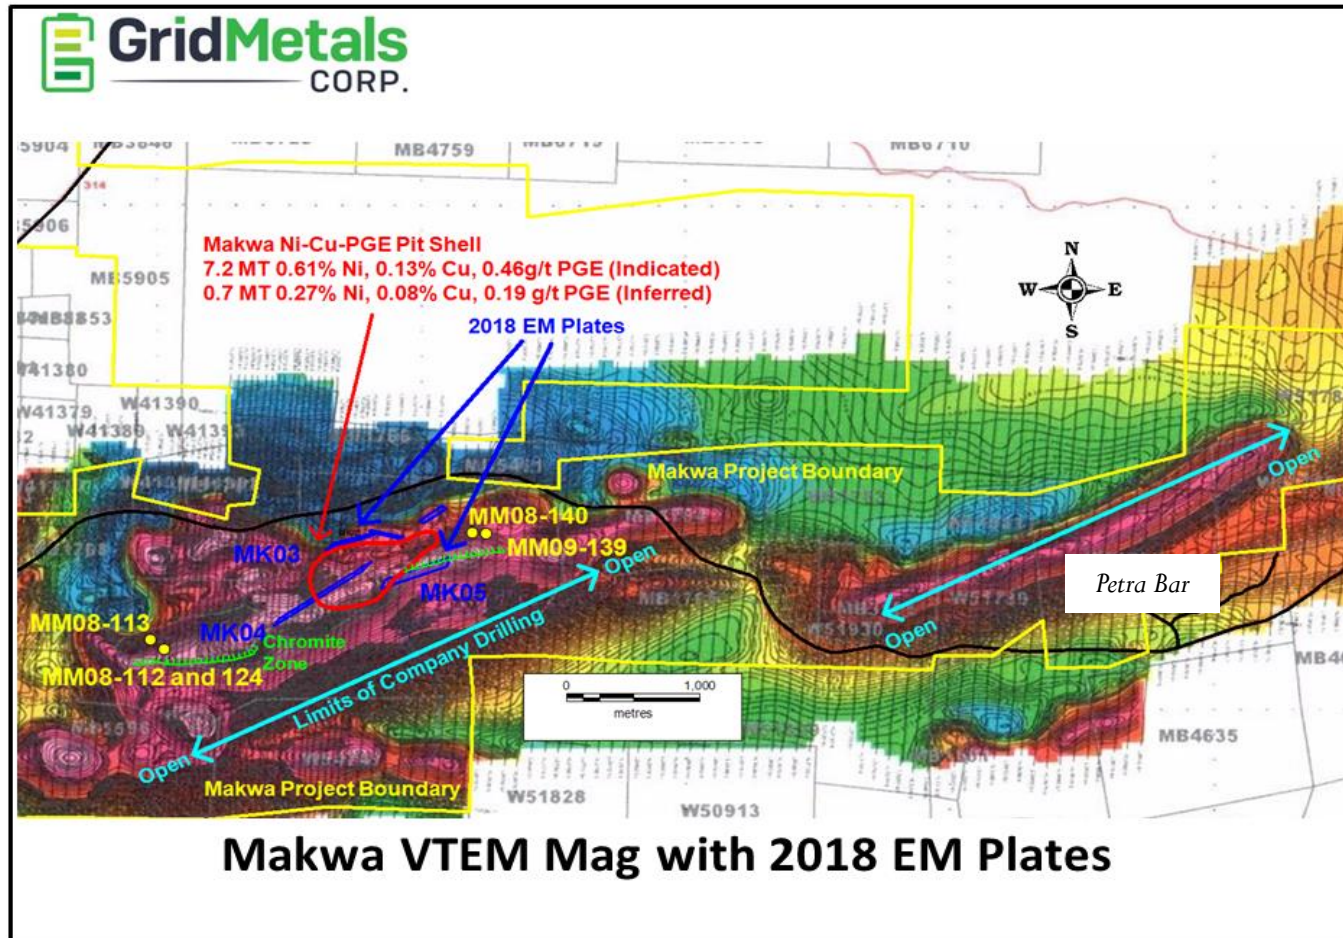 GridMetals
CORP.
MB4759
MB6710
314
MB5905
Makwa Ni-Cu-PGE Pit Shell
7.2 MT 0.61% Ni, 0.13% Cu, 0.46g/t PGE (Indicated)
0.7 MT 0.27% Ni, 0.08% Cu, 0.19 g/t PGE (Inferred)
N
W E
S
2018 EM Plates
W41390
W41379
Makwa Project Boundary
Open
MM08-140
MK03
MM09-139
Open
MK05
Petra Bar
MM08-113
MK04
Chromite
Zone
Open
W51930
MM08-112 and 124
Limits of Company Drilling
0 1,000
metres
Open
MB4635
Makwa Project Boundary
W51828
W50913
Makwa VTEM Mag with 2018 EM Plates